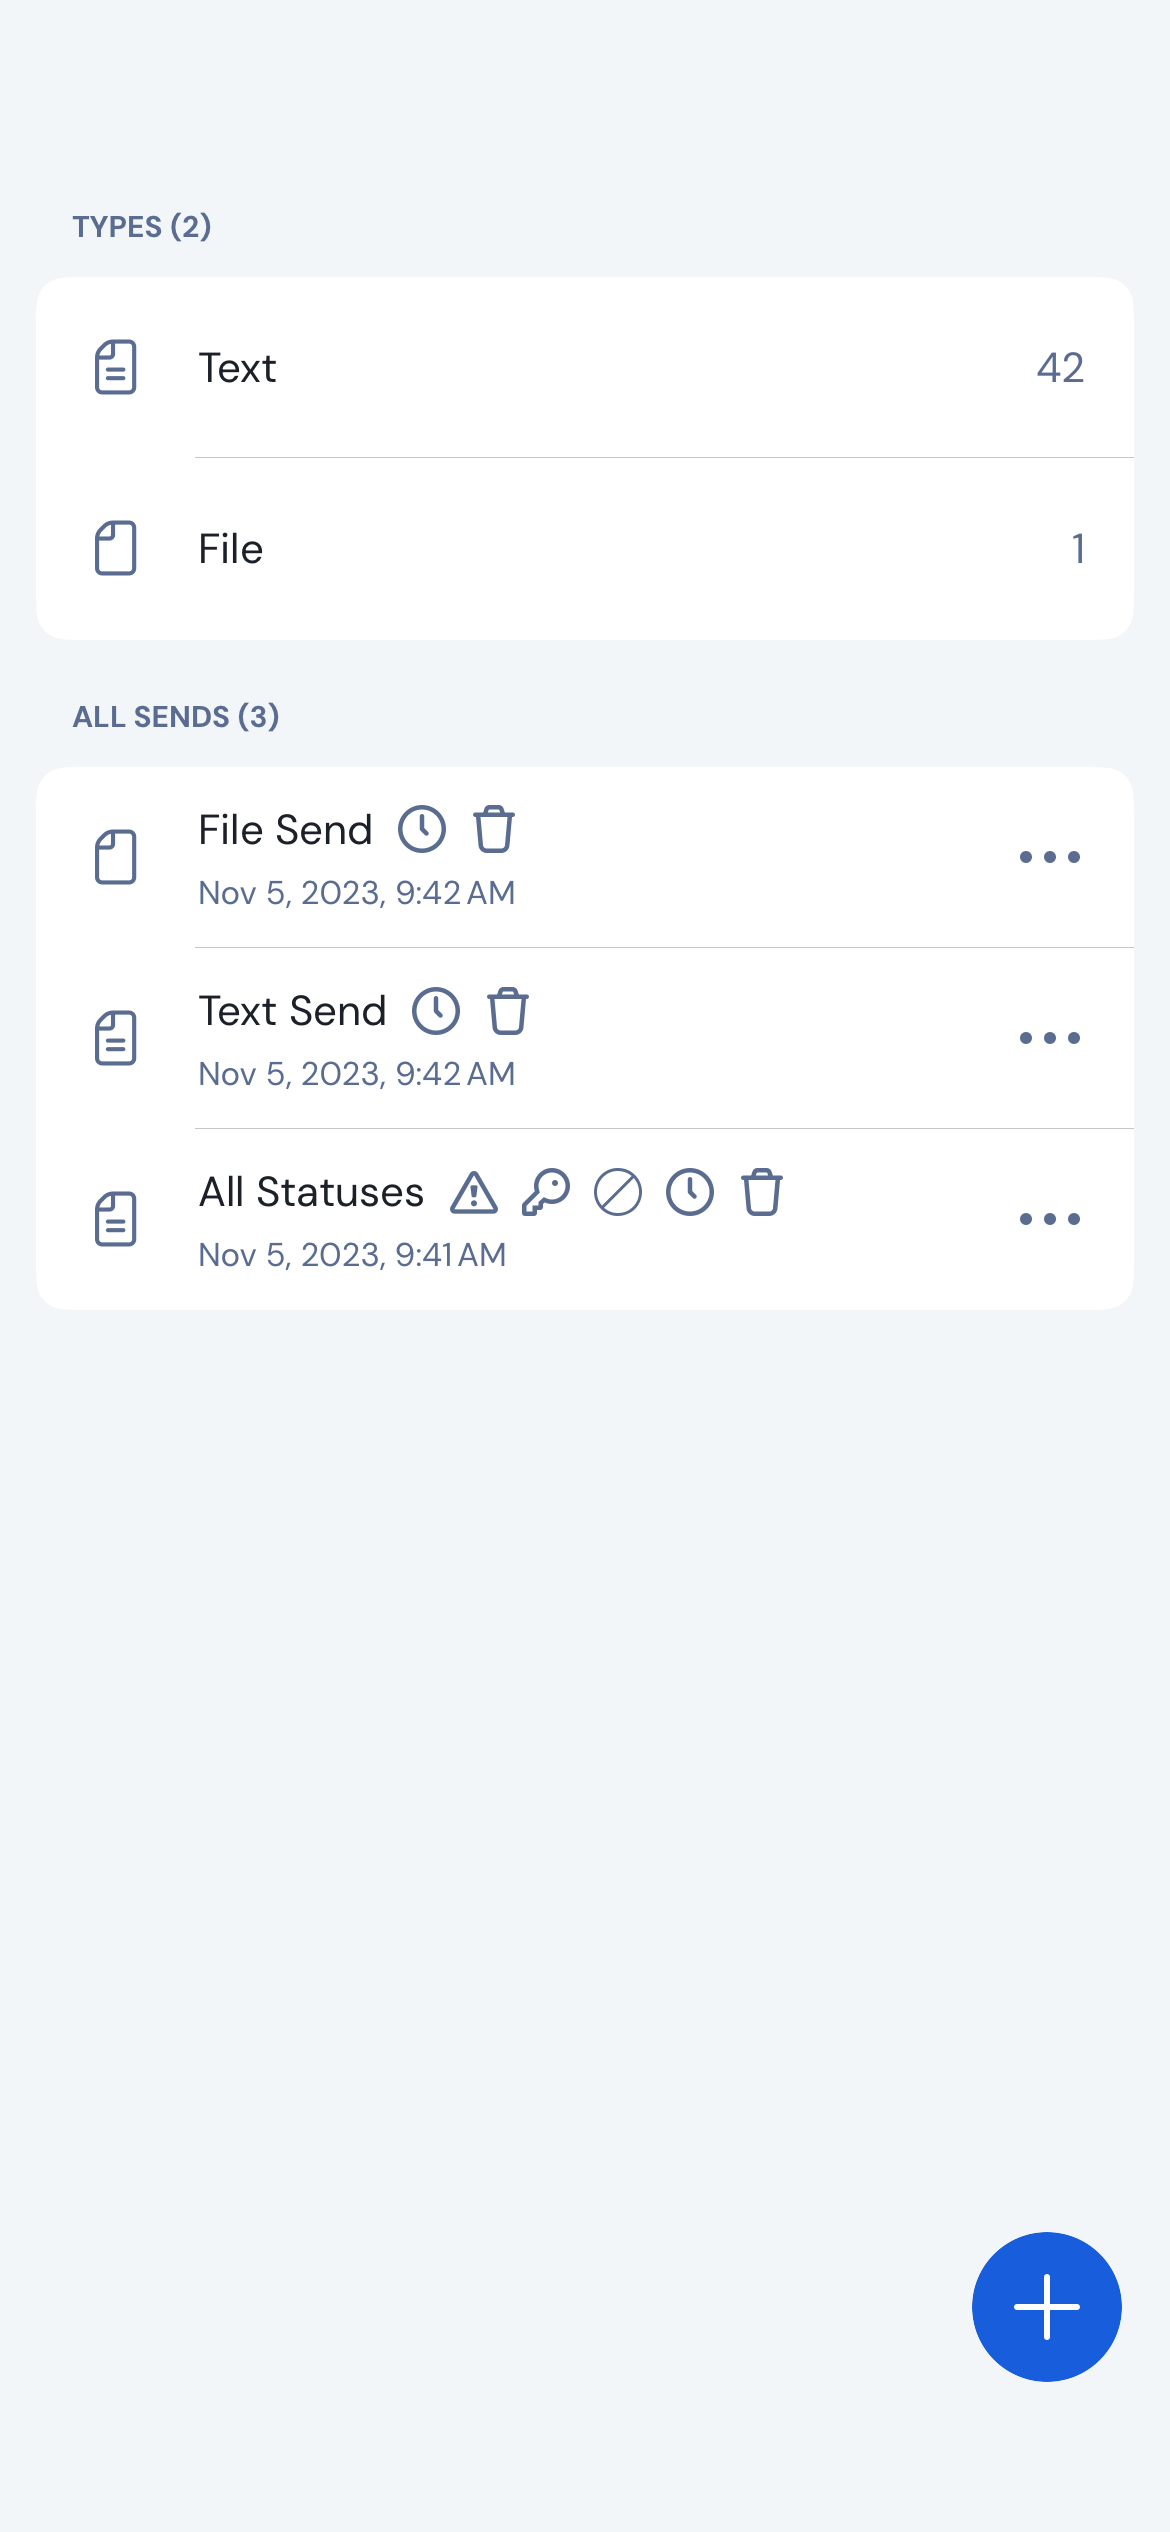 TYPES (2)
Text 42
File 1
ALL SENDS (3)
File Send
Nov 5, 2023, 9:42 AM
Text Send
Nov 5, 2023, 9:42 AM
All Statuses
Nov 5, 2023, 9:41 AM